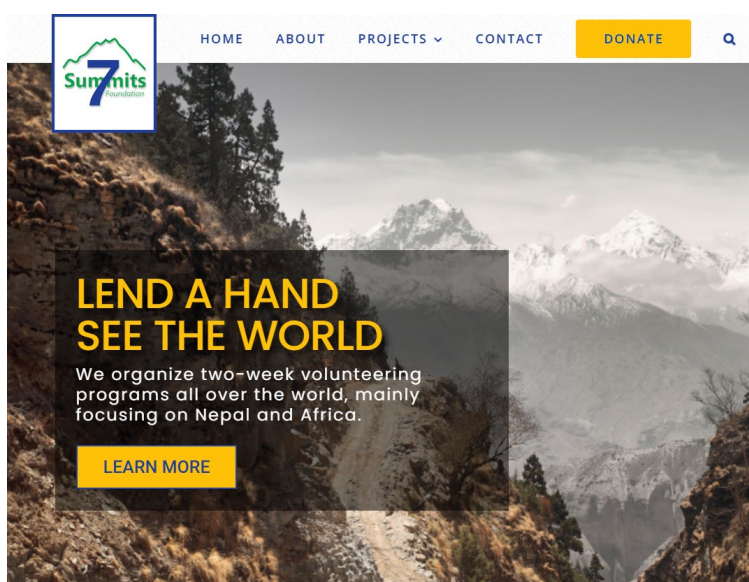 HOME ABOUT PROJECTS CONTACT DONATE
7 Summits
Foundation
LEND A HAND
SEE THE WORLD
We organize two-week volunteering
programs all over the world, mainly
focusing on Nepal and Africa.
LEARN MORE